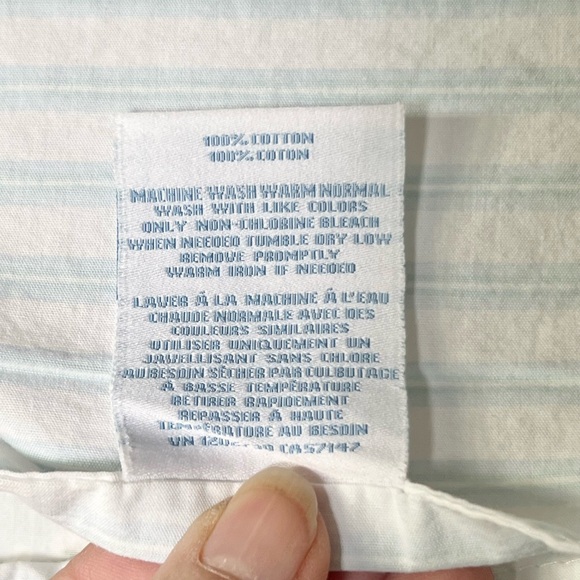 100% COTTON
100% COTON
MACHINE WASH WARM NORMAL
WASH WITH LIKE COLORS
ONLY NON-CHLORINE BLEACH
WHEN NEEDED TUMBLE DRY LOW
REMOVE PROMPTLY
WARM IRON IF NEEDED
LAVER Á LA MACHINE Á L'EAU
CHAUDE NORMALE AVEC DES
COULEURS SIMILAIRES
UTILISER UNIQUEMENT UN
JAVELLISANT SANS CHLORE
AU BESOIN SÉCHER PAR CULBUTAGE
Á BASSE TEMPÉRATURE
RETIRER RAPIDEMENT
REPASSER Á HAUTE
TEMPÉRATURE AU BESOIN
CA57147